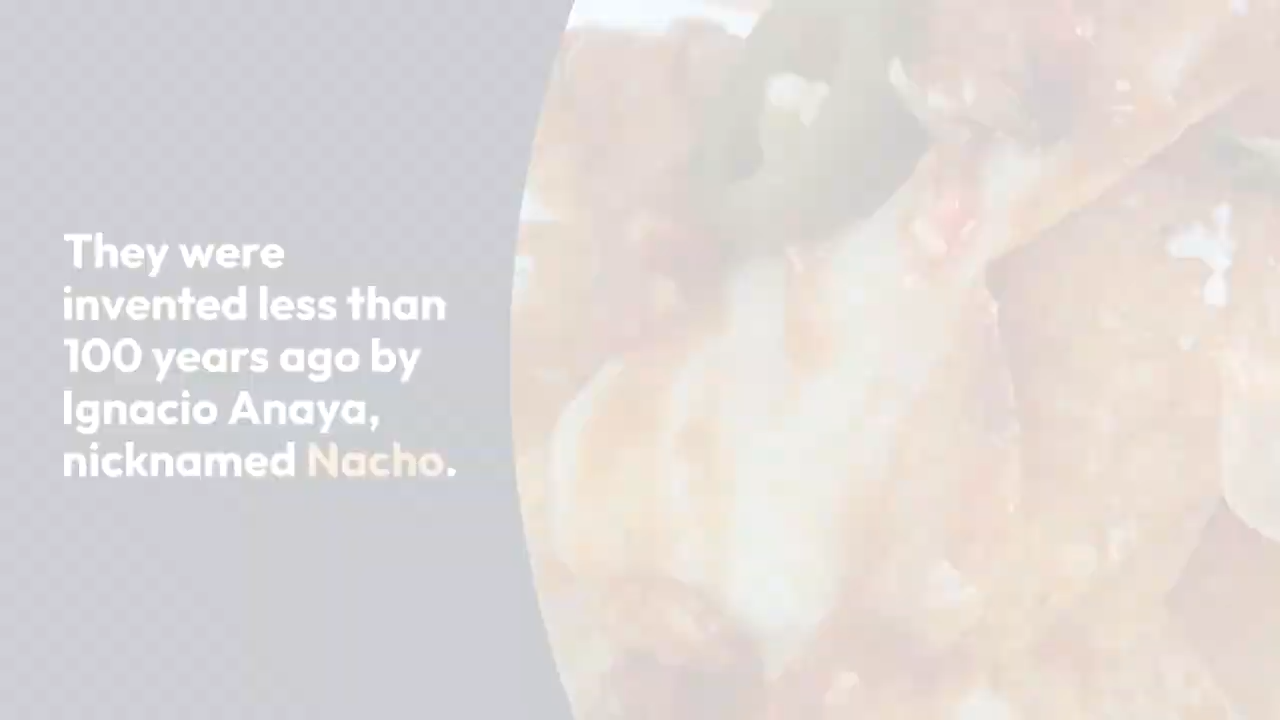 They were
invented less than
100 years ago by
Ignacio Anaya,
nicknamed Nacho.